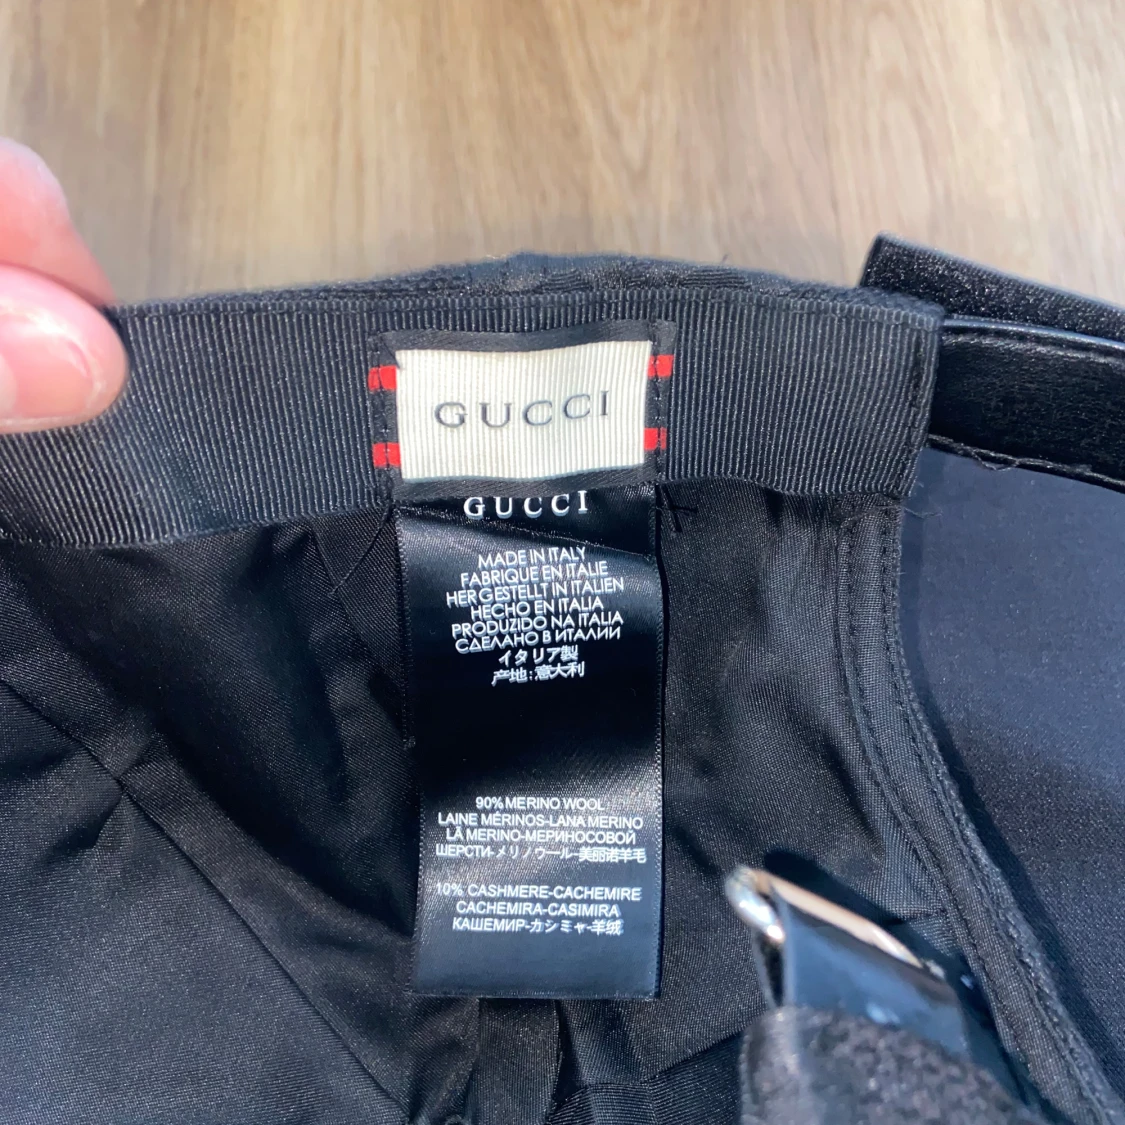 GUCCI
GUCCI
MADE IN ITALY
FABRIQUE EN ITALIE
HERGESTELLT IN ITALIEN
HECHO EN ITALIA
PRODUZIDO NA ITALIA
СДЕЛАНО В ИТАЛИИ
イタリア製
产地:意大利
90% MERINO WOOL
LAINE MÉRINOS-LANA MERINO
LÃ MERINO-МЕРИНОСОВОЙ
ШЕРСТИ-メリノウール-美丽诺羊毛
10% CASHMERE-CACHEMIRE
CACHEMIRA-CASIMIRA
КАШЕМИР-カシミヤ-羊绒